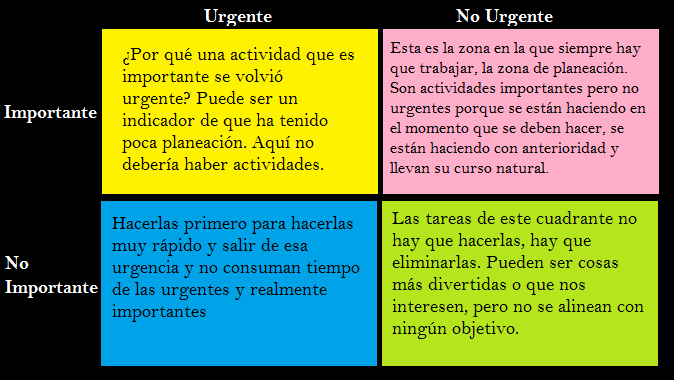 Urgente
No Urgente
Importante
¿Por qué una actividad que es
importante se volvió
urgente? Puede ser un
indicador de que ha tenido
poca planeación. Aquí no
debería haber actividades.
Esta es la zona en la que siempre hay
que trabajar, la zona de planeación.
Son actividades importantes pero no
urgentes porque se están haciendo en
el momento que se deben hacer, se
están haciendo con anterioridad y
llevan su curso natural.
No
Importante
Hacerlas primero para hacerlas
muy rápido y salir de esa
urgencia y no consuman tiempo
de las urgentes y realmente
importantes
Las tareas de este cuadrante no
hay que hacerlas, hay que
eliminarlas. Pueden ser cosas
más divertidas o que nos
interesen, pero no se alinean con
ningún objetivo.